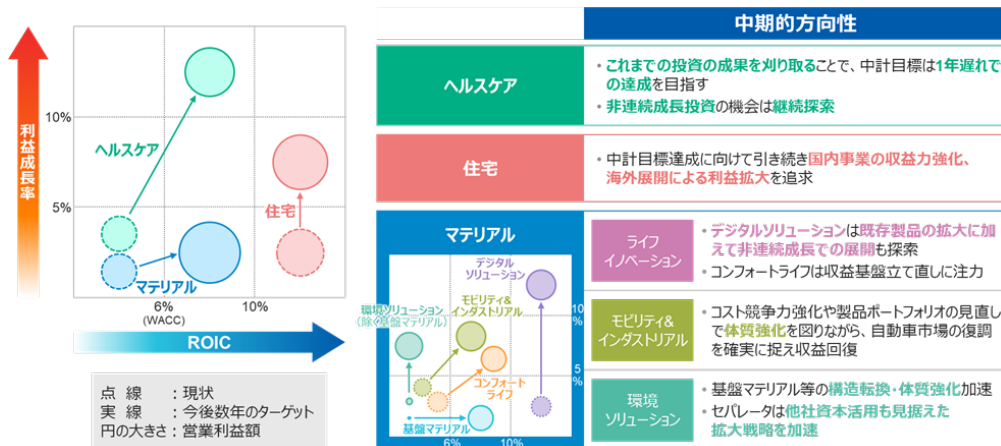 利益成長率
10%
5%
ヘルスケア
住宅
マテリアル
6%
(WACC)
10%
ROIC
点線：現状
実線：今後数年のターゲット
円の大きさ：営業利益額
中期的方向性
ヘルスケア
・これまでの投資の成果を刈り取ることで、中計目標は1年遅れで
の達成を目指す
・非連続成長投資の機会は継続探索
住宅
・中計目標達成に向けて引き続き国内事業の収益力強化、
海外展開による利益拡大を追求
マテリアル
デジタル
ソリューション
モビリティ&
インダストリアル
環境ソリューション
(除く基盤マテリアル)
コンフォート
ライフ
基盤マテリアル
10
%
5
%
6%
10%
ライフ
イノベーション
・デジタルソリューションは既存製品の拡大に加
えて非連続成長での展開も探索
・コンフォートライフは収益基盤立て直しに注力
モビリティ&
インダストリアル
・コスト競争力強化や製品ポートフォリオの見直し
で体質強化を図りながら、自動車市場の復調
を確実に捉え収益回復
環境
ソリューション
・基盤マテリアル等の構造転換・体質強化加速
・セパレータは他社資本活用も見据えた
拡大戦略を加速